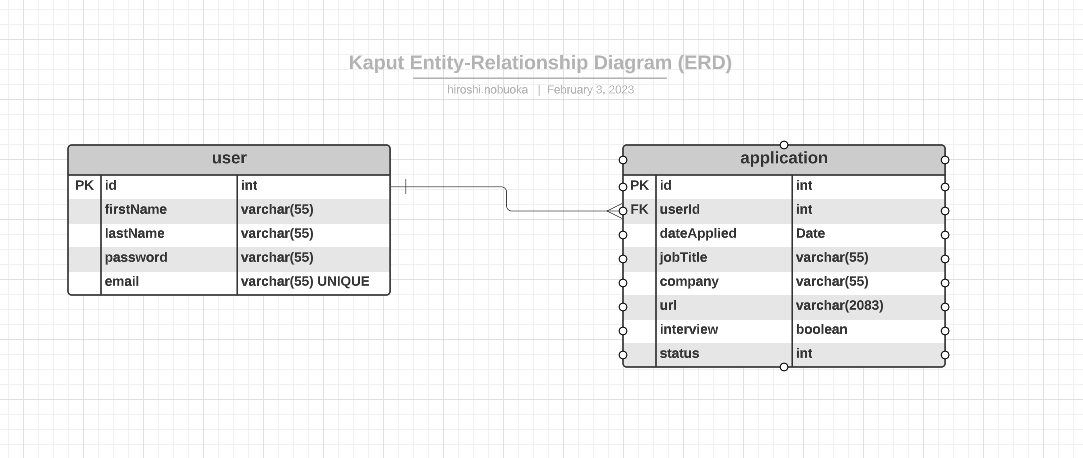 Kaput Entity-Relationship Diagram (ERD)
hiroshi.nobuoka | February 3, 2023
user
PK id int
firstName varchar(55)
lastName varchar(55)
password varchar(55)
email varchar(55) UNIQUE
application
PK id int
FK userId int
dateApplied Date
jobTitle varchar(55)
company varchar(55)
url varchar(2083)
interview boolean
status int